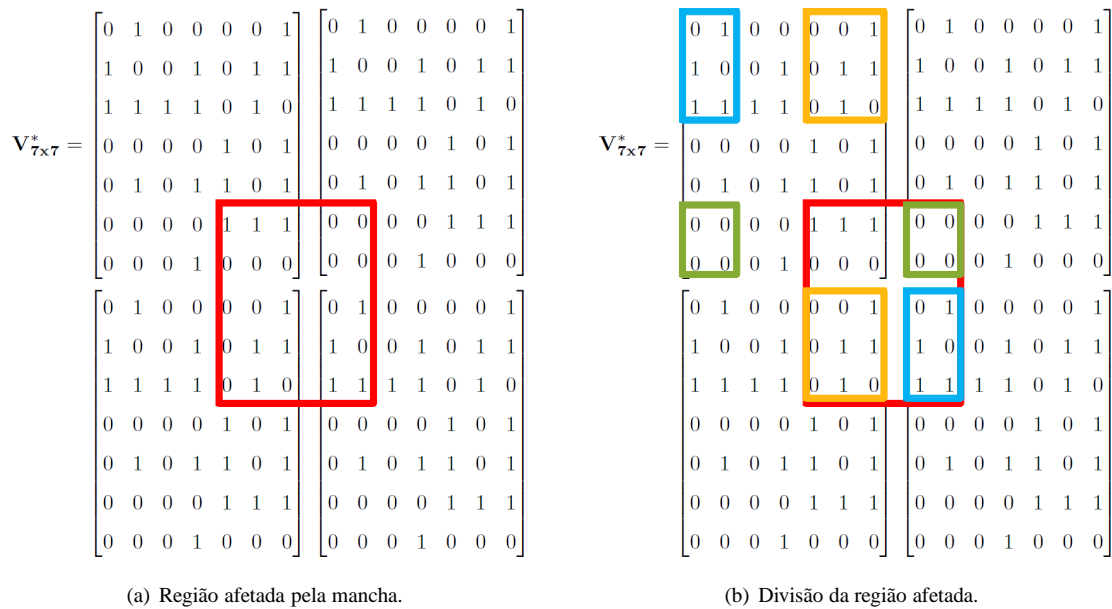 0 1 0 0 0 0 1 0 1 0 0 0 0 1
1 0 0 1 0 1 1 1 0 0 1 0 1 1
1 1 1 1 0 1 0 1 1 1 1 0 1 0
V*7x7 = 0 0 0 0 1 0 1 0 0 0 0 1 0 1
0 1 0 1 1 0 1 0 1 0 1 1 0 1
0 0 0 0 1 1 1 0 0 0 0 1 1 1
0 0 0 1 0 0 0 0 0 0 1 0 0 0
0 1 0 0 0 0 1 0 1 0 0 0 0 1
1 0 0 1 0 1 1 1 0 0 1 0 1 1
1 1 1 1 0 1 0 1 1 1 1 0 1 0
0 0 0 0 1 0 1 0 0 0 0 1 0 1
0 1 0 1 1 0 1 0 1 0 1 1 0 1
0 0 0 0 1 1 1 0 0 0 0 1 1 1
0 0 0 1 0 0 0 0 0 0 1 0 0 0
(a) Região afetada pela mancha.
0 1 0 0 0 0 1 0 1 0 0 0 0 1
1 0 0 1 0 1 1 1 0 0 1 0 1 1
1 1 1 1 0 1 0 1 1 1 1 0 1 0
V*7x7 = 0 0 0 0 1 0 1 0 0 0 0 1 0 1
0 1 0 1 1 0 1 0 1 0 1 1 0 1
0 0 0 0 1 1 1 0 0 0 0 1 1 1
0 0 0 1 0 0 0 0 0 0 1 0 0 0
0 1 0 0 0 0 1 0 1 0 0 0 0 1
1 0 0 1 0 1 1 1 0 0 1 0 1 1
1 1 1 1 0 1 0 1 1 1 1 0 1 0
0 0 0 0 1 0 1 0 0 0 0 1 0 1
0 1 0 1 1 0 1 0 1 0 1 1 0 1
0 0 0 0 1 1 1 0 0 0 0 1 1 1
0 0 0 1 0 0 0 0 0 0 1 0 0 0
(b) Divisão da região afetada.